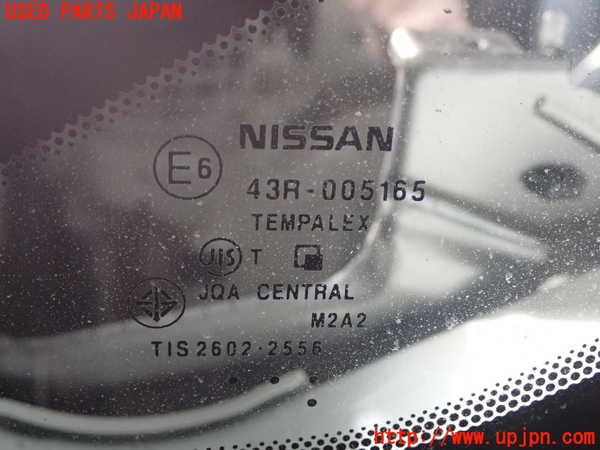 USED PARTS JAPAN
NISSAN
E6
43R-005165
TEMPALEX
JIS T
JQA CENTRAL
M2A2
TIS 2602-2556
http://www.upjpn.com/